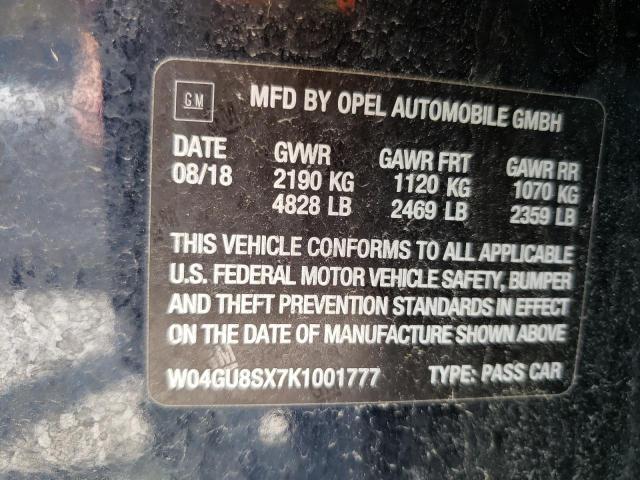 GM MFD BY OPEL AUTOMOBILE GMBH
DATE GVWR GAWR FRT GAWR RR
08/18 2190 KG 1120 KG 1070 KG
4828 LB 2469 LB 2359 LB
THIS VEHICLE CONFORMS TO ALL APPLICABLE
U.S. FEDERAL MOTOR VEHICLE SAFETY, BUMPER
AND THEFT PREVENTION STANDARDS IN EFFECT
ON THE DATE OF MANUFACTURE SHOWN ABOVE
W04GU8SX7K1001777 TYPE: PASS CAR